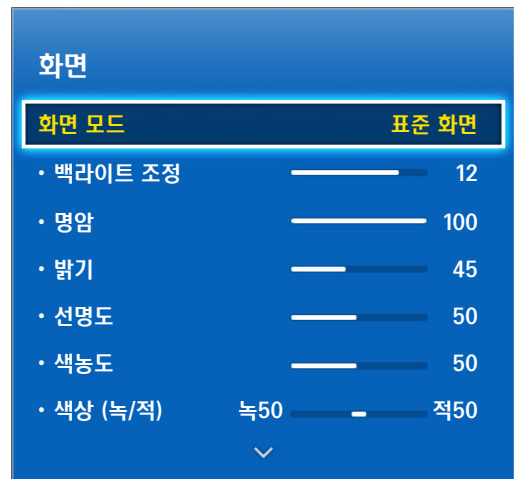 화면
화면 모드 표준 화면
• 백라이트 조정 12
• 명암 100
• 밝기 45
• 선명도 50
• 색농도 50
• 색상 (녹/적) 녹50 적50